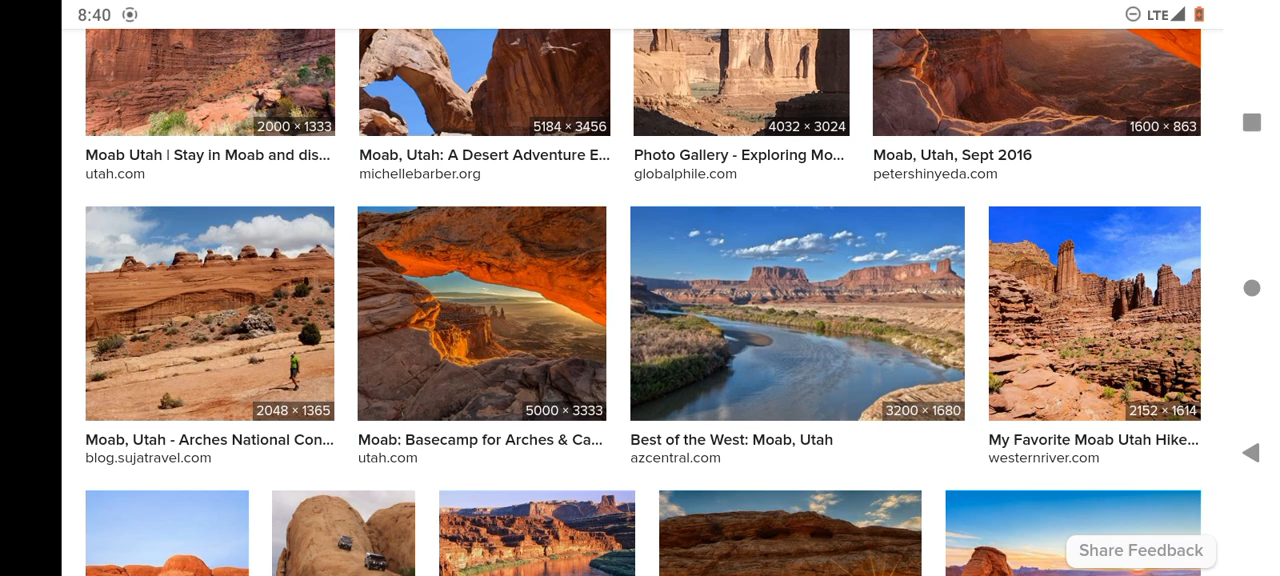 8:40
LTE
2000 × 1333
5184 × 3456
4032 × 3024
1600 × 863
Moab Utah | Stay in Moab and dis...
Moab, Utah: A Desert Adventure E...
Photo Gallery - Exploring Mo...
Moab, Utah, Sept 2016
utah.com
michellebarber.org
globalphile.com
petershinyeda.com
2048 × 1365
5000 × 3333
3200 × 1680
2152 × 1614
Moab, Utah - Arches National Con...
Moab: Basecamp for Arches & Ca...
Best of the West: Moab, Utah
My Favorite Moab Utah Hike...
blog.sujatravel.com
utah.com
azcentral.com
westernriver.com
Share Feedback